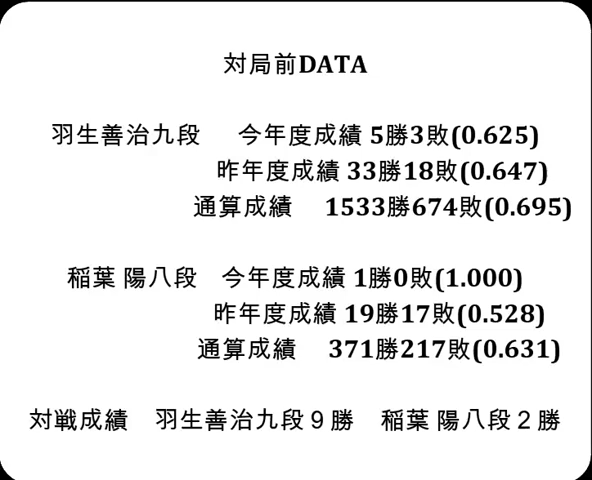 対局前DATA
羽生善治九段 今年度成績 5勝3敗(0.625)
昨年度成績 33勝18敗(0.647)
通算成績 1533勝674敗(0.695)
稲葉 陽八段 今年度成績 1勝0敗(1.000)
昨年度成績 19勝17敗(0.528)
通算成績 371勝217敗(0.631)
対戦成績 羽生善治九段９勝 稲葉 陽八段２勝